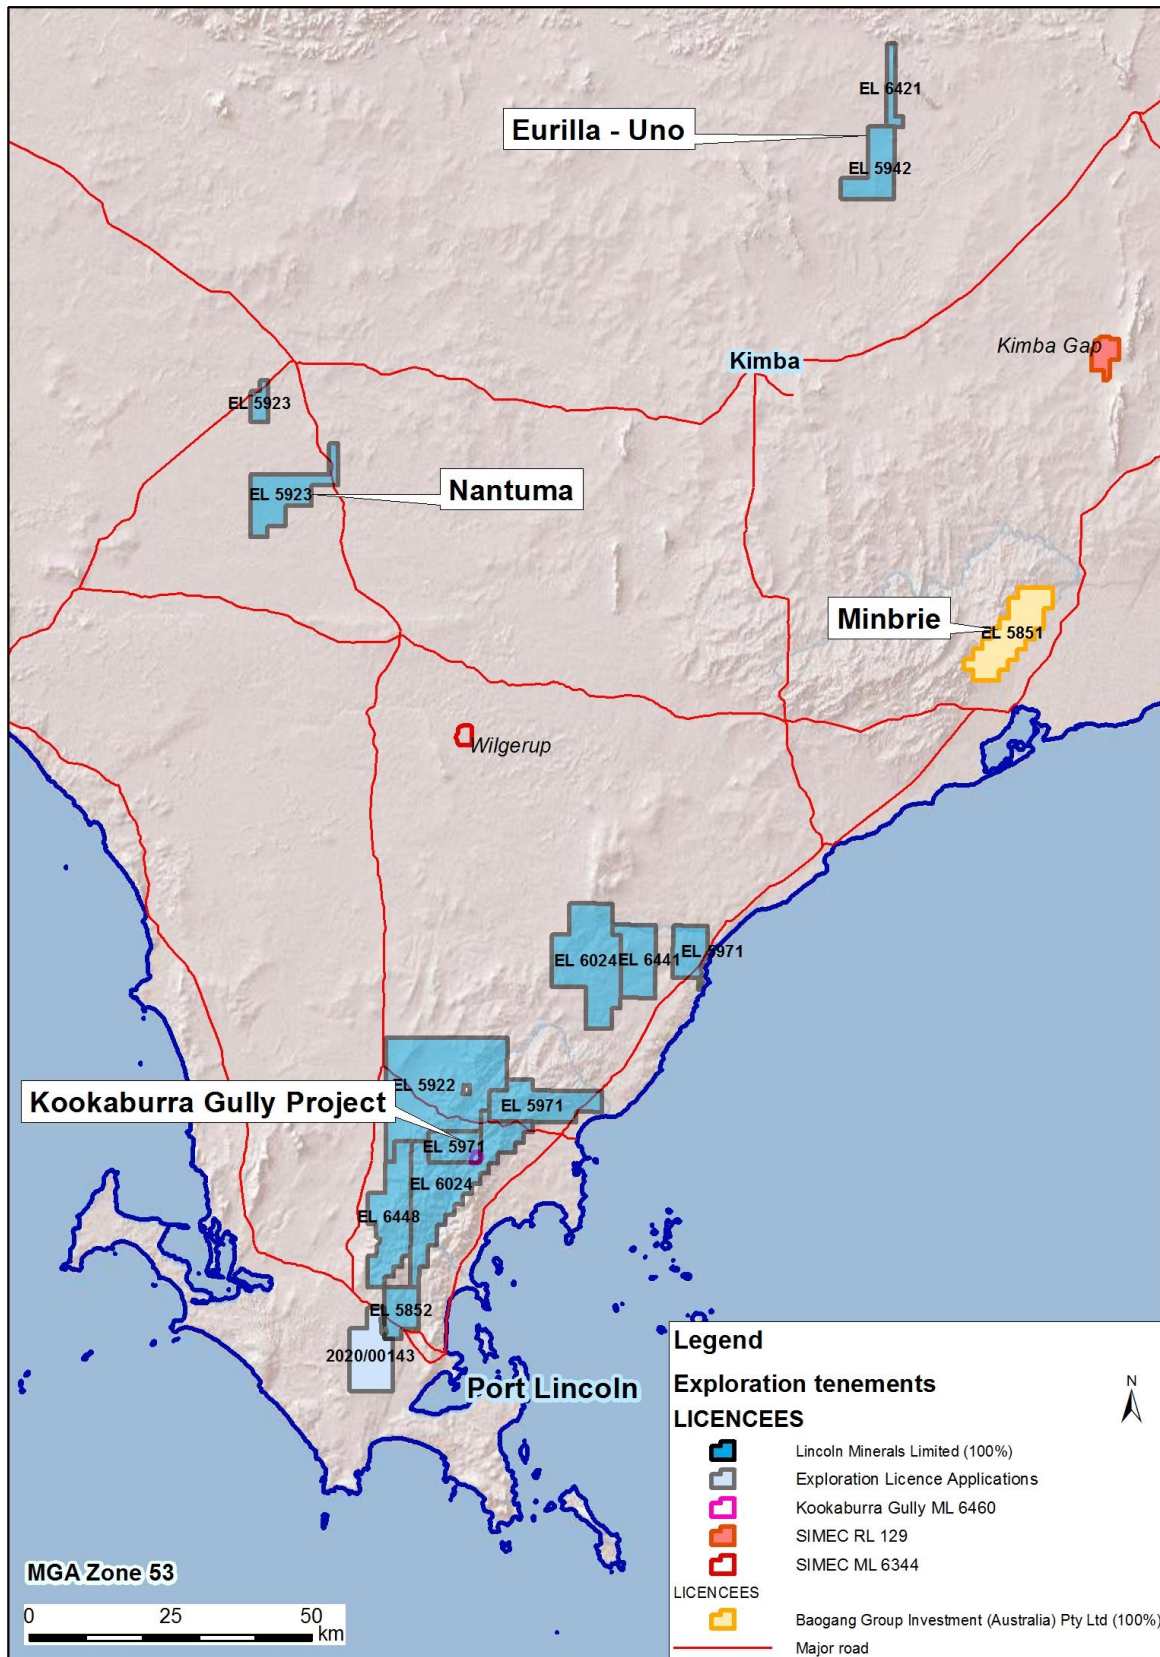 EL 6421
Eurilla - Uno
EL 5942
Kimba Gap
Kimba
EL 5923
EL 5923
Nantuma
Minbrie
EL 5851
Wilgerup
EL 6024
EL 6441
EL 5971
EL 5922
Kookaburra Gully Project
EL 5971
EL 5971
EL 6024
EL 6448
EL 5852
2020/00143
Port Lincoln
MGA Zone 53
0 25 50
km
Legend
Exploration tenements
LICENCEES
N
Lincoln Minerals Limited (100%)
Exploration Licence Applications
Kookaburra Gully ML 6460
SIMEC RL 129
SIMEC ML 6344
LICENCEES
Baogang Group Investment (Australia) Pty Ltd (100%)
Major road